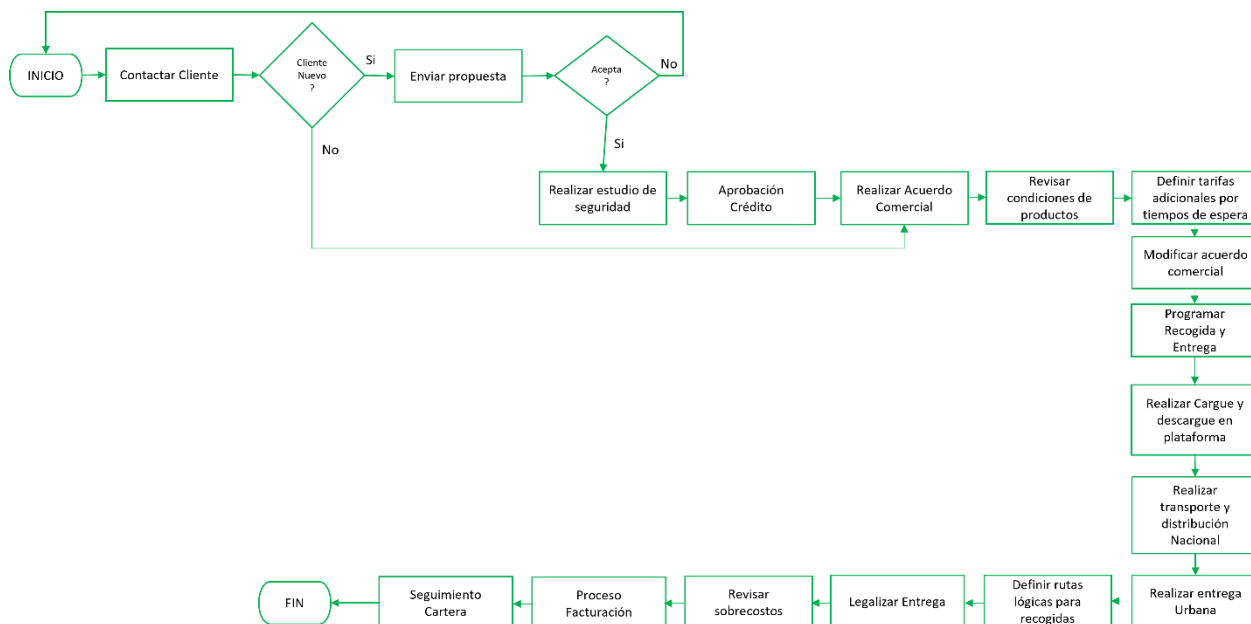 INICIO
Contactar Cliente
Cliente
Nuevo
?
Si
Enviar propuesta
Acepta
?
No
No
Si
Realizar estudio de
seguridad
Aprobación
Crédito
Realizar Acuerdo
Comercial
Revisar
condiciones de
productos
Definir tarifas
adicionales por
tiempos de espera
Modificar acuerdo
comercial
Programar
Recogida y
Entrega
Realizar Cargue y
descargue en
plataforma
Realizar
transporte y
distribución
Nacional
Realizar entrega
Urbana
Definir rutas
lógicas para
recogidas
Legalizar Entrega
Revisar
sobrecostos
Proceso
Facturación
Seguimiento
Cartera
FIN